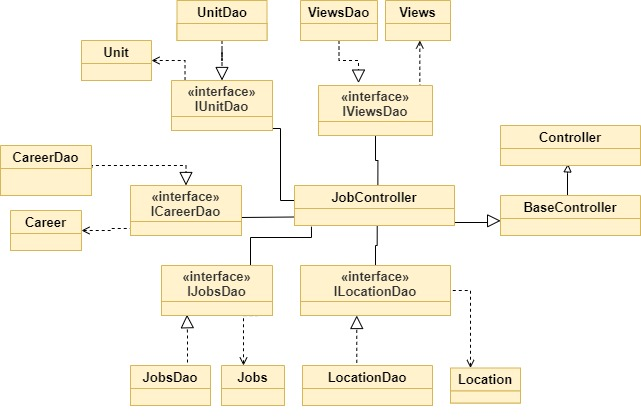 UnitDao
ViewsDao
Views
Unit
«interface»
IUnitDao
«interface»
IViewsDao
Controller
CareerDao
«interface»
ICareerDao
JobController
BaseController
Career
«interface»
IJobsDao
«interface»
ILocationDao
JobsDao
Jobs
LocationDao
Location